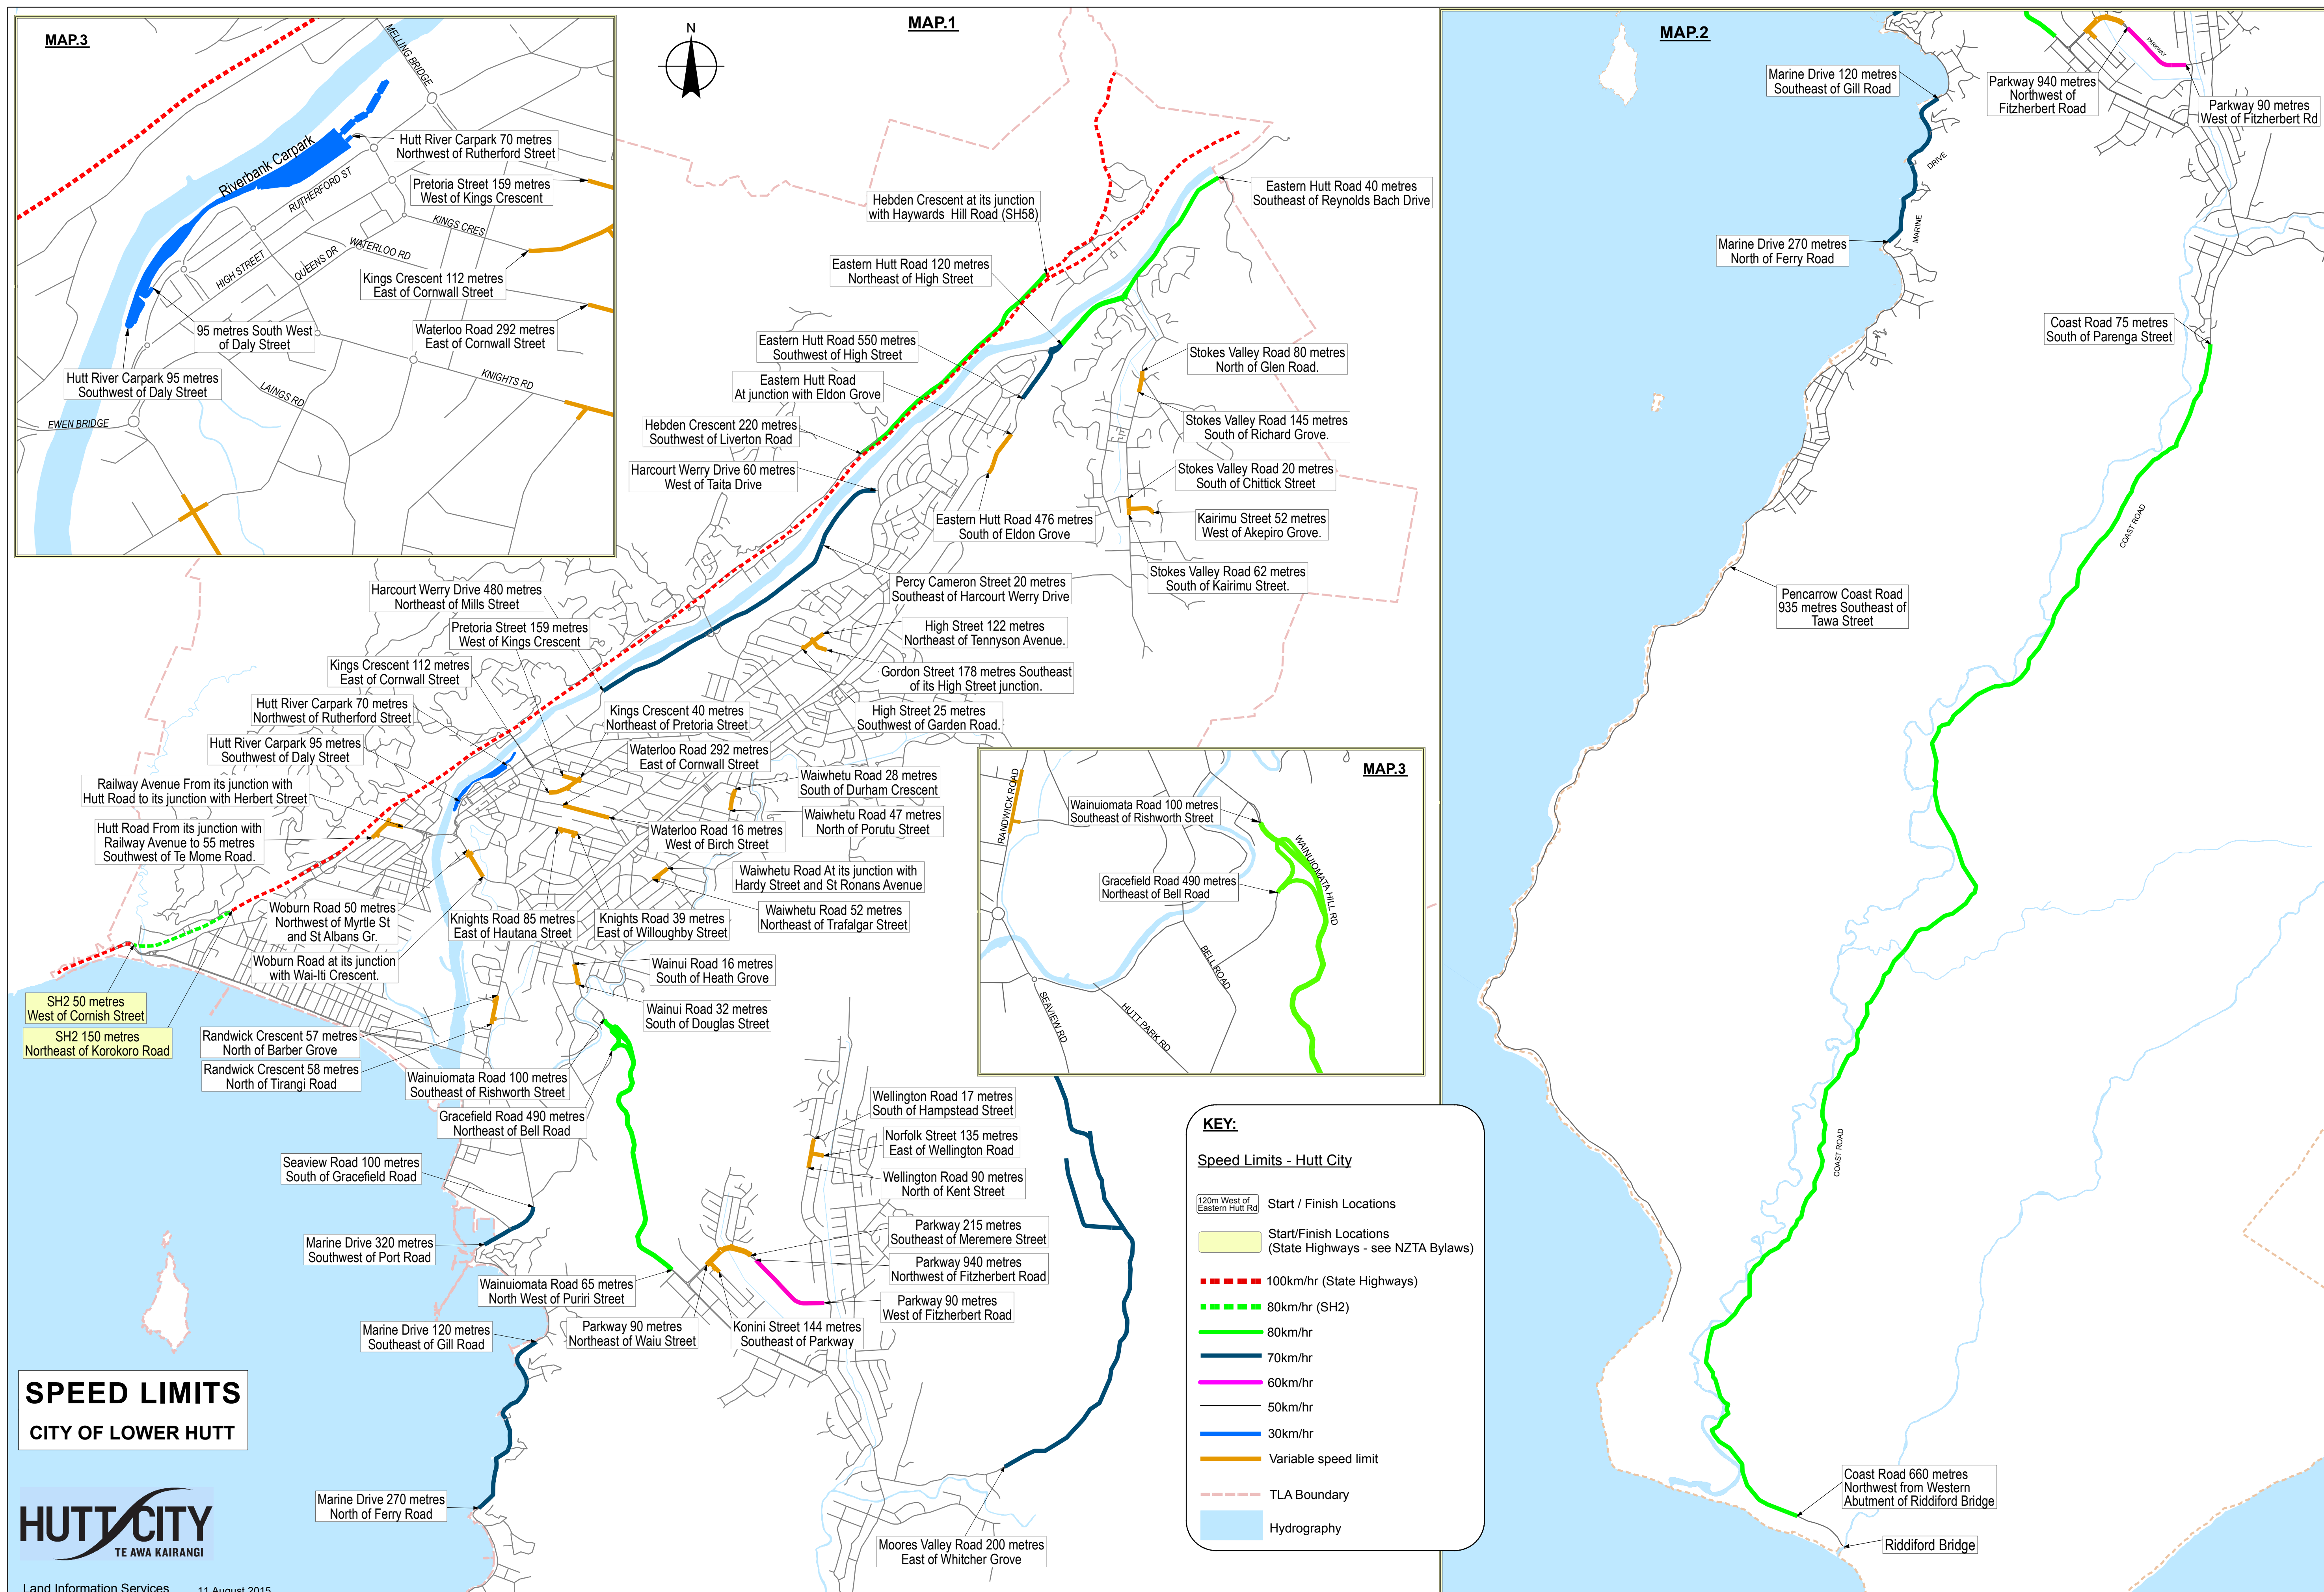 MAP.3
MELLING BRIDGE
Riverbank Carpark
RUTHERFORD ST
HIGH STREET
QUEENS DR
KINGS CRES
WATERLOO RD
LAINGS RD
KNIGHTS RD
EWEN BRIDGE
Hutt River Carpark 70 metres
Northwest of Rutherford Street
Pretoria Street 159 metres
West of Kings Crescent
Kings Crescent 112 metres
East of Cornwall Street
95 metres South West
of Daly Street
Waterloo Road 292 metres
East of Cornwall Street
Hutt River Carpark 95 metres
Southwest of Daly Street
N
MAP.1
Hebden Crescent at its junction
with Haywards Hill Road (SH58)
Eastern Hutt Road 40 metres
Southeast of Reynolds Bach Drive
Eastern Hutt Road 120 metres
Northeast of High Street
Eastern Hutt Road 550 metres
Southwest of High Street
Stokes Valley Road 80 metres
North of Glen Road.
Eastern Hutt Road
At junction with Eldon Grove
Hebden Crescent 220 metres
Southwest of Liverton Road
Stokes Valley Road 145 metres
South of Richard Grove.
Harcourt Werry Drive 60 metres
West of Taita Drive
Stokes Valley Road 20 metres
South of Chittick Street
Eastern Hutt Road 476 metres
South of Eldon Grove
Kairimu Street 52 metres
West of Akepiro Grove.
Stokes Valley Road 62 metres
South of Kairimu Street.
Harcourt Werry Drive 480 metres
Northeast of Mills Street
Percy Cameron Street 20 metres
Southeast of Harcourt Werry Drive
Pretoria Street 159 metres
West of Kings Crescent
High Street 122 metres
Northeast of Tennyson Avenue.
Kings Crescent 112 metres
East of Cornwall Street
Gordon Street 178 metres Southeast
of its High Street junction.
Hutt River Carpark 70 metres
Northwest of Rutherford Street
Kings Crescent 40 metres
Northeast of Pretoria Street
High Street 25 metres
Southwest of Garden Road.
Hutt River Carpark 95 metres
Southwest of Daly Street
Waterloo Road 292 metres
East of Cornwall Street
Railway Avenue From its junction with
Hutt Road to its junction with Herbert Street
Waiwhetu Road 28 metres
South of Durham Crescent
Waiwhetu Road 47 metres
North of Porutu Street
Hutt Road From its junction with
Railway Avenue to 55 metres
Southwest of Te Mome Road.
Waterloo Road 16 metres
West of Birch Street
Waiwhetu Road At its junction with
Hardy Street and St Ronans Avenue
Woburn Road 50 metres
Northwest of Myrtle St
and St Albans Gr.
Knights Road 85 metres
East of Hautana Street
Knights Road 39 metres
East of Willoughby Street
Waiwhetu Road 52 metres
Northeast of Trafalgar Street
Woburn Road at its junction
with Wai-Iti Crescent.
Wainui Road 16 metres
South of Heath Grove
SH2 50 metres
West of Cornish Street
SH2 150 metres
Northeast of Korokoro Road
Wainui Road 32 metres
South of Douglas Street
Randwick Crescent 57 metres
North of Barber Grove
Randwick Crescent 58 metres
North of Tirangi Road
Wainuiomata Road 100 metres
Southeast of Rishworth Street
Gracefield Road 490 metres
Northeast of Bell Road
Wellington Road 17 metres
South of Hampstead Street
Norfolk Street 135 metres
East of Wellington Road
Seaview Road 100 metres
South of Gracefield Road
Wellington Road 90 metres
North of Kent Street
Marine Drive 320 metres
Southwest of Port Road
Parkway 215 metres
Southeast of Meremere Street
Parkway 940 metres
Northwest of Fitzherbert Road
Wainuiomata Road 65 metres
North West of Puriri Street
Parkway 90 metres
West of Fitzherbert Road
Marine Drive 120 metres
Southeast of Gill Road
Parkway 90 metres
Northeast of Waiu Street
Konini Street 144 metres
Southeast of Parkway
Marine Drive 270 metres
North of Ferry Road
Moores Valley Road 200 metres
East of Whitcher Grove
MAP.3
RANDWICK ROAD
Wainuiomata Road 100 metres
Southeast of Rishworth Street
WAINUIOMATA HILL RD
Gracefield Road 490 metres
Northeast of Bell Road
BELL ROAD
SEAVIEW RD
HUTT PARK RD
KEY:
Speed Limits - Hutt City
120m West of
Eastern Hutt Rd
Start / Finish Locations
Start/Finish Locations
(State Highways - see NZTA Bylaws)
100km/hr (State Highways)
80km/hr (SH2)
80km/hr
70km/hr
60km/hr
50km/hr
30km/hr
Variable speed limit
TLA Boundary
Hydrography
MAP.2
PARKWAY
Marine Drive 120 metres
Southeast of Gill Road
Parkway 940 metres
Northwest of
Fitzherbert Road
Parkway 90 metres
West of Fitzherbert Rd
DRIVE
MARINE
Marine Drive 270 metres
North of Ferry Road
Coast Road 75 metres
South of Parenga Street
COAST ROAD
Pencarrow Coast Road
935 metres Southeast of
Tawa Street
COAST ROAD
Coast Road 660 metres
Northwest from Western
Abutment of Riddiford Bridge
Riddiford Bridge
SPEED LIMITS
CITY OF LOWER HUTT
HUTT CITY
TE AWA KAIRANGI
Land Information Services 11 August 2015